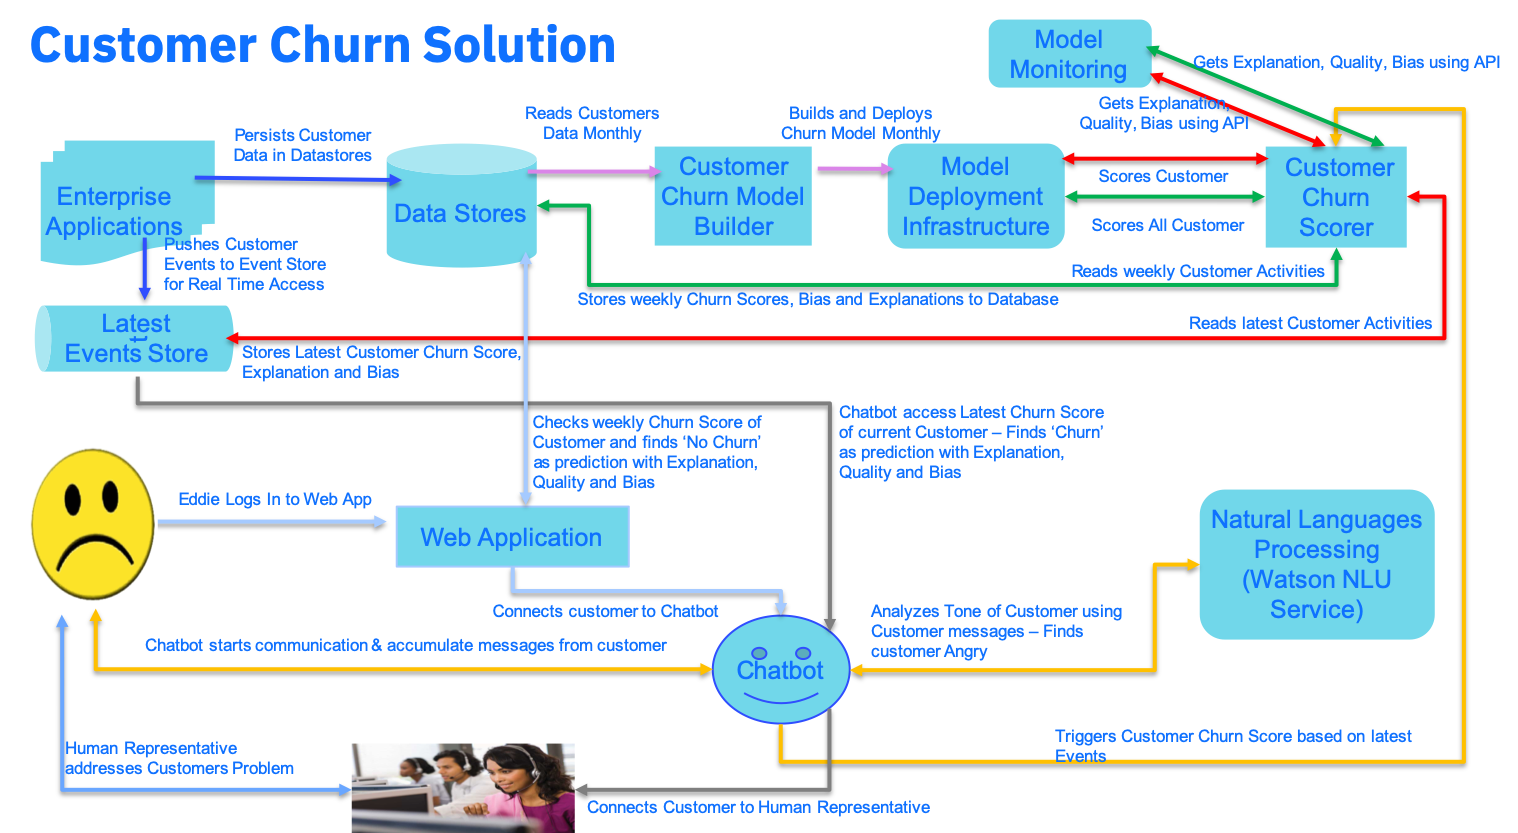 Customer Churn Solution
Model
Monitoring
Gets Explanation, Quality, Bias using API
Gets Explanation,
Quality, Bias using API
Reads Customers
Data Monthly
Builds and Deploys
Churn Model Monthly
Persists Customer
Data in Datastores
Enterprise
Applications
Data Stores
Customer
Churn Model
Builder
Model
Deployment
Infrastructure
Scores Customer
Scores All Customer
Customer
Churn
Scorer
Pushes Customer
Events to Event Store
for Real Time Access
Reads weekly Customer Activities
Stores weekly Churn Scores, Bias and Explanations to Database
Latest
Events Store
Reads latest Customer Activities
Stores Latest Customer Churn Score,
Explanation and Bias
Checks weekly Churn Score of
Customer and finds ‘No Churn’
as prediction with Explanation,
Quality and Bias
Chatbot access Latest Churn Score
of current Customer – Finds ‘Churn’
as prediction with Explanation,
Quality and Bias
Eddie Logs In to Web App
Web Application
Natural Languages
Processing
(Watson NLU
Service)
Connects customer to Chatbot
Analyzes Tone of Customer using
Customer messages – Finds
customer Angry
Chatbot starts communication & accumulate messages from customer
Chatbot
Triggers Customer Churn Score based on latest
Events
Human Representative
addresses Customers Problem
Connects Customer to Human Representative